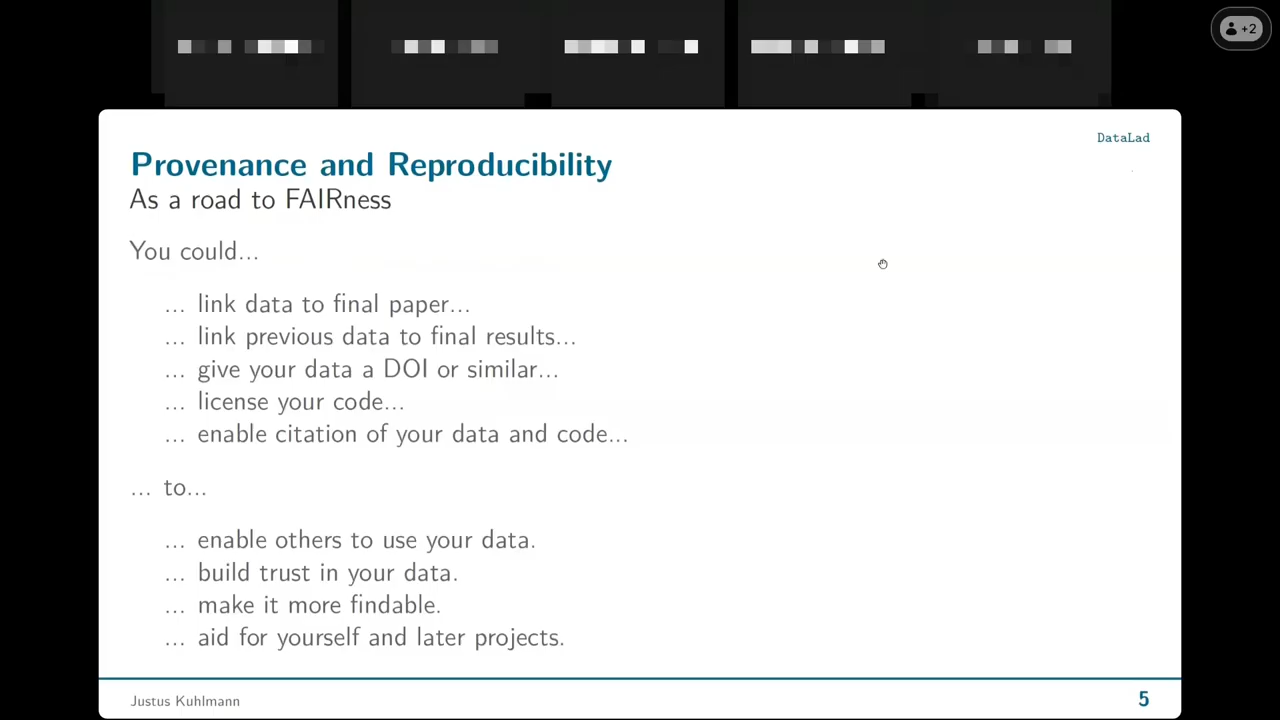 +2
DataLad
Provenance and Reproducibility
As a road to FAIRness
You could...
... link data to final paper...
... link previous data to final results...
... give your data a DOI or similar...
... license your code...
... enable citation of your data and code...
... to...
... enable others to use your data.
... build trust in your data.
... make it more findable.
... aid for yourself and later projects.
Justus Kuhlmann
5